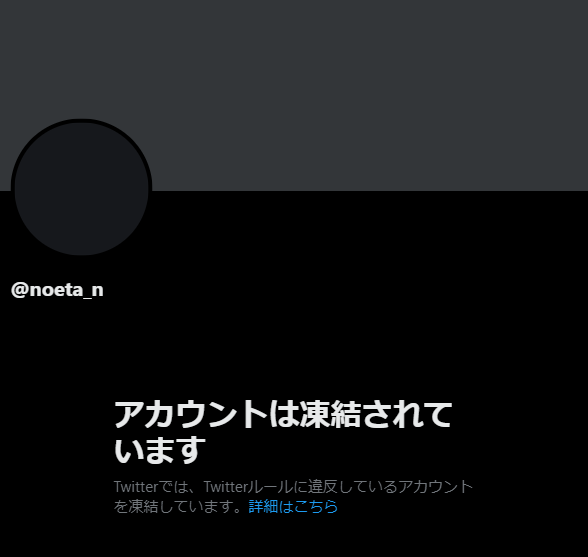 @noeta_n
アカウントは凍結されて
います
Twitterでは、Twitterルールに違反しているアカウント
を凍結しています。詳細はこちら